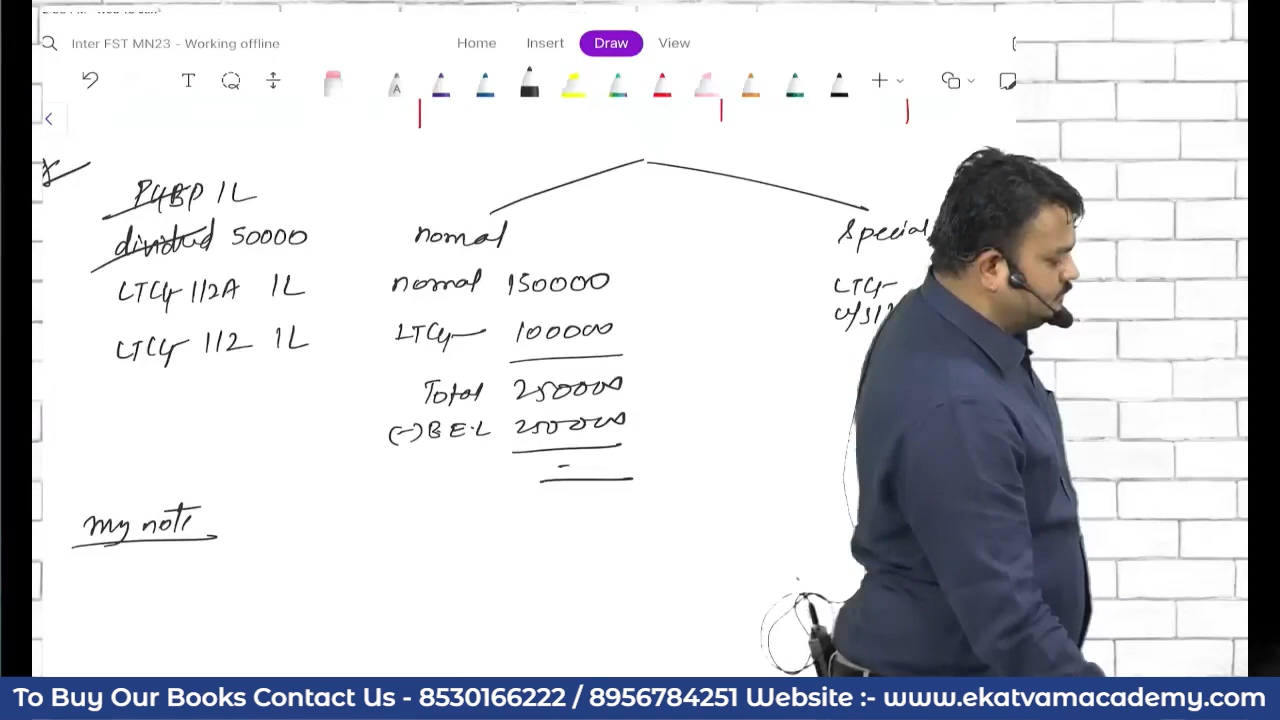 Inter FST MN23 - Working offline
Home Insert Draw View
PGBP 1L
dividend 50000
LTCG 112A 1L
LTCG 112 1L
normal
normal 150000
LTCG 100000
Total 250000
(-) B.E.L 250000
-
Special
LTCG
u/s 112
My note
To Buy Our Books Contact Us - 8530166222 / 8956784251 Website :- www.ekatvamacademy.com